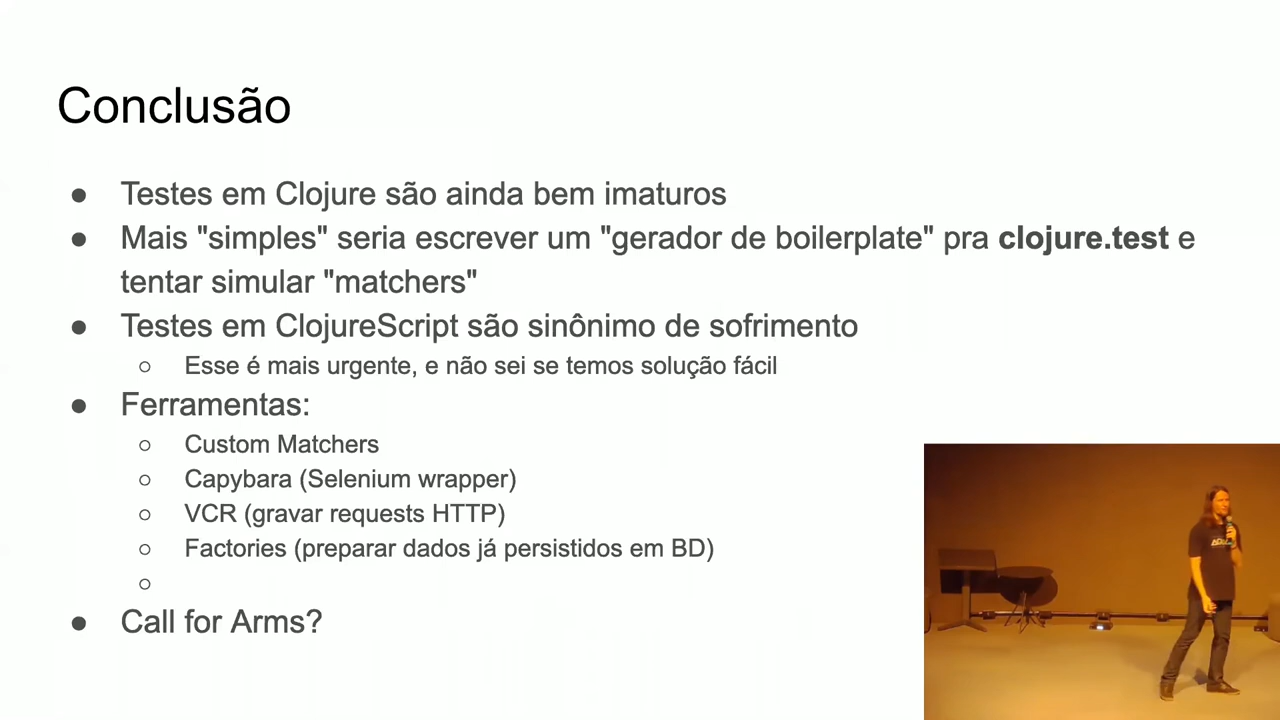 Conclusão
● Testes em Clojure são ainda bem imaturos
● Mais "simples" seria escrever um "gerador de boilerplate" pra clojure.test e
tentar simular "matchers"
● Testes em ClojureScript são sinônimo de sofrimento
○ Esse é mais urgente, e não sei se temos solução fácil
● Ferramentas:
○ Custom Matchers
○ Capybara (Selenium wrapper)
○ VCR (gravar requests HTTP)
○ Factories (preparar dados já persistidos em BD)
○
● Call for Arms?